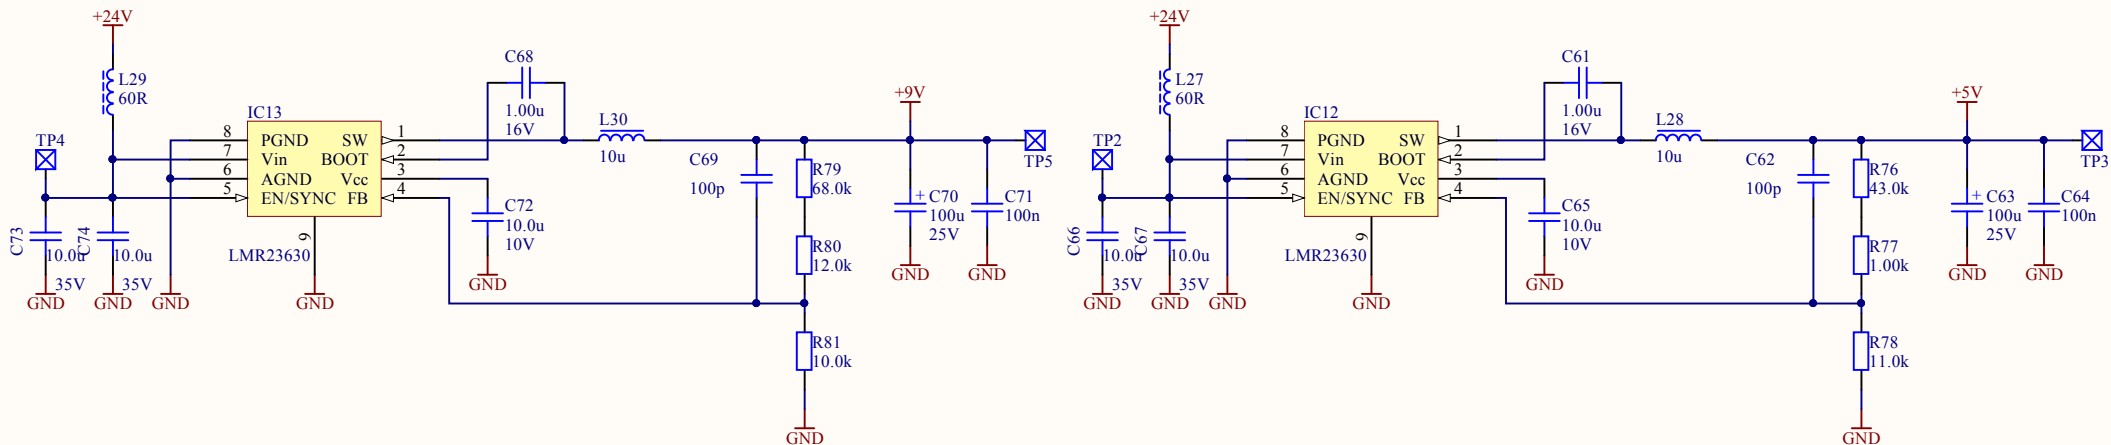 +24V
L29
60R
TP4
IC13
8 PGND SW 1
7 Vin BOOT 2
6 AGND Vcc 3
5 EN/SYNC FB 4
9
LMR23630
C68
1.00u
16V
L30
10u
C69
100p
R79
68.0k
+9V
TP5
C70
+
100u
25V
C71
100n
C72
10.0u
10V
R80
12.0k
C73
10.0u
35V
C74
10.0u
35V
GND
GND
GND
GND
GND
GND
GND
R81
10.0k
GND
+24V
L27
60R
TP2
IC12
8 PGND SW 1
7 Vin BOOT 2
6 AGND Vcc 3
5 EN/SYNC FB 4
9
LMR23630
C61
1.00u
16V
L28
10u
C62
100p
R76
43.0k
+5V
TP3
C63
+
100u
25V
C64
100n
C65
10.0u
10V
R77
1.00k
C66
10.0u
35V
C67
10.0u
35V
GND
GND
GND
GND
GND
GND
GND
R78
11.0k
GND